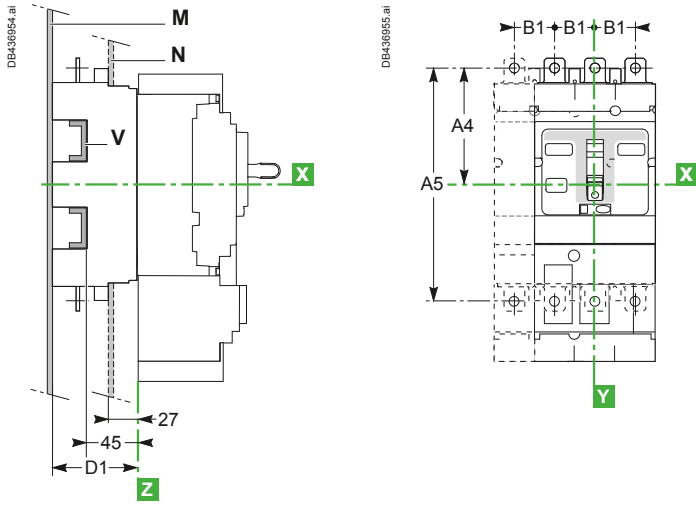 DB436954.ai
M
N
V
X
27
45
D1
Z
DB436955.ai
B1 B1 B1
A4
A5
X
Y